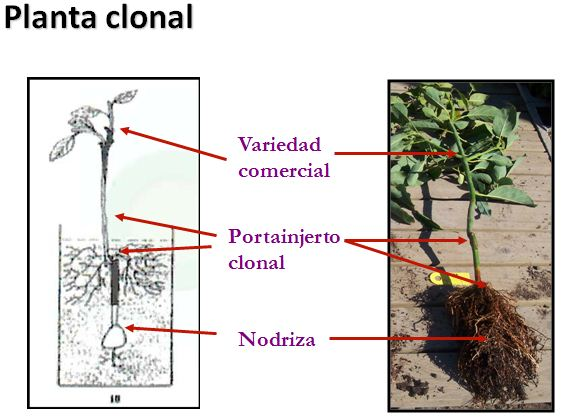 Planta clonal
Variedad
comercial
Portainjerto
clonal
Nodriza
10